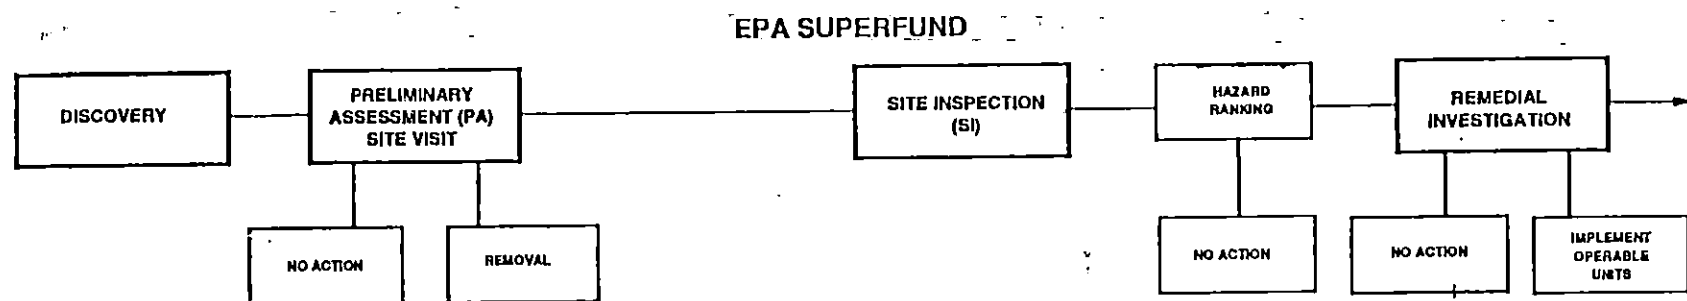 EPA SUPERFUND
DISCOVERY
PRELIMINARY
ASSESSMENT (PA)
SITE VISIT
SITE INSPECTION
(SI)
HAZARD
RANKING
REMEDIAL
INVESTIGATION
NO ACTION
REMOVAL
NO ACTION
NO ACTION
IMPLEMENT
OPERABLE
UNITS